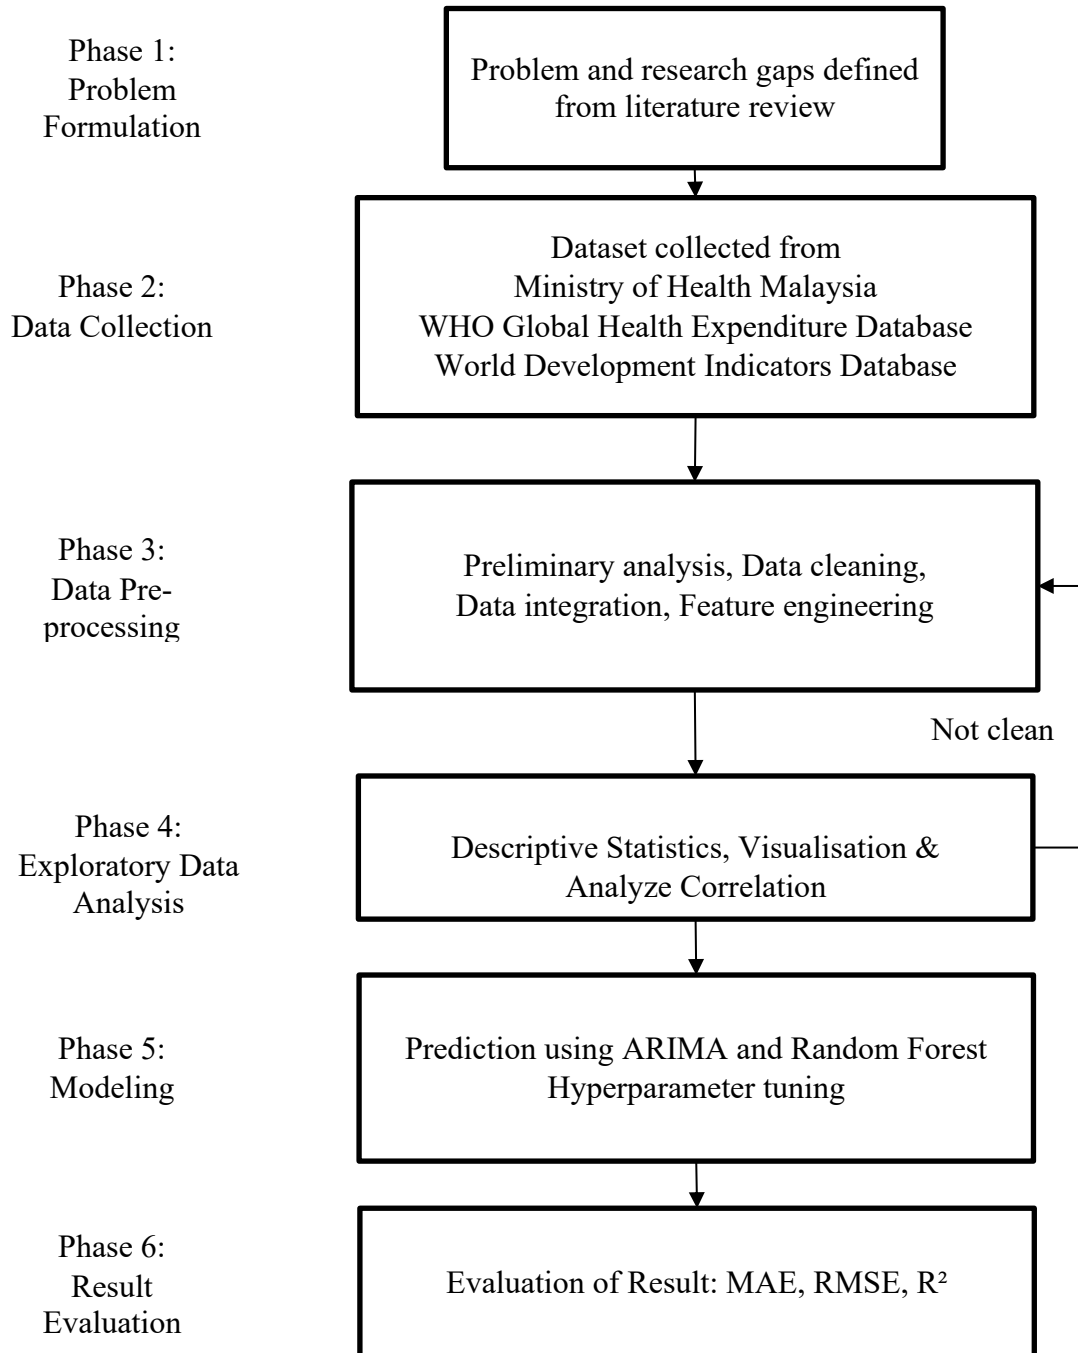 Phase 1:
Problem
Formulation
Problem and research gaps defined
from literature review
Phase 2:
Data Collection
Dataset collected from
Ministry of Health Malaysia
WHO Global Health Expenditure Database
World Development Indicators Database
Phase 3:
Data Pre-
processing
Preliminary analysis, Data cleaning,
Data integration, Feature engineering
Not clean
Phase 4:
Exploratory Data
Analysis
Descriptive Statistics, Visualisation &
Analyze Correlation
Phase 5:
Modeling
Prediction using ARIMA and Random Forest
Hyperparameter tuning
Phase 6:
Result
Evaluation
Evaluation of Result: MAE, RMSE, R²